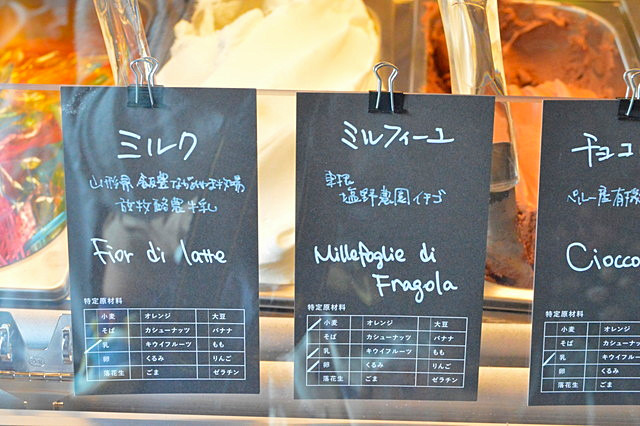 ミルク
山形県 飯豊ながめやま牧場
放牧酪農牛乳
Fior di latte
特定原材料
小麦 オレンジ 大豆
そば カシューナッツ バナナ
乳 キウイフルーツ もも
卵 くるみ りんご
落花生 ごま ゼラチン
ミルフィーユ
塩野農園イチゴ
Millefoglie di
Fragola
特定原材料
小麦 オレンジ 大豆
そば カシューナッツ バナナ
乳 キウイフルーツ もも
卵 くるみ りんご
落花生 ごま ゼラチン
チョコ
ペルー産有機
Ciocco
特定原材料
小麦 オレンジ
そば カシューナッ
乳 キウイフルー
卵 くるみ
落花生 ごま